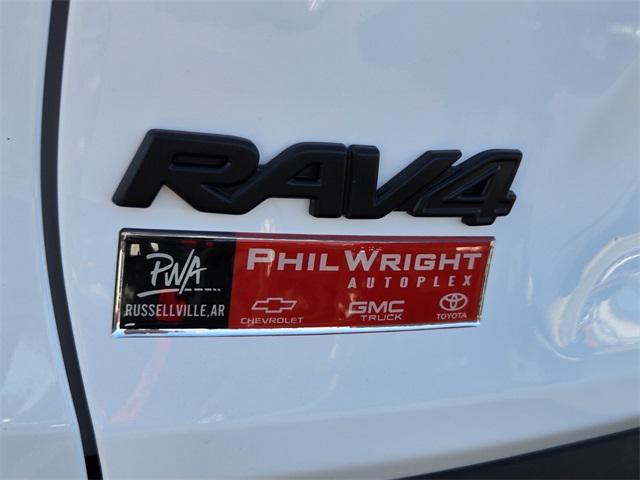 RAV4
PWA
RUSSELLVILLE, AR
PHIL WRIGHT
AUTOPLEX
CHEVROLET
GMC
TRUCK
TOYOTA